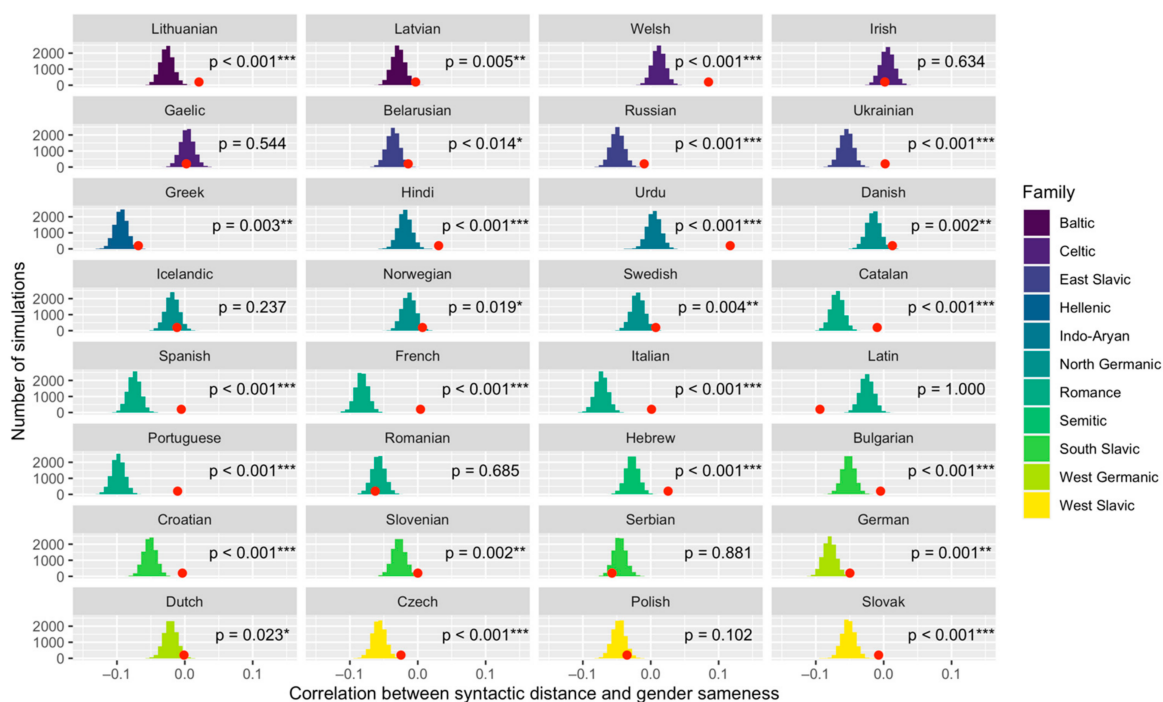 Lithuanian Latvian Welsh Irish
2000
1000
0
p < 0.001*** p = 0.005** p < 0.001*** p = 0.634
Gaelic Belarusian Russian Ukrainian
2000
1000
0
p = 0.544 p < 0.014* p < 0.001*** p < 0.001***
Greek Hindi Urdu Danish
2000
1000
0
p = 0.003** p < 0.001*** p < 0.001*** p = 0.002**
Icelandic Norwegian Swedish Catalan
2000
1000
0
p = 0.237 p = 0.019* p = 0.004** p < 0.001***
Spanish French Italian Latin
2000
1000
0
p < 0.001*** p < 0.001*** p < 0.001*** p = 1.000
Portuguese Romanian Hebrew Bulgarian
2000
1000
0
p < 0.001*** p = 0.685 p < 0.001*** p < 0.001***
Croatian Slovenian Serbian German
2000
1000
0
p < 0.001*** p = 0.002** p = 0.881 p = 0.001**
Dutch Czech Polish Slovak
2000
1000
0
p = 0.023* p < 0.001*** p = 0.102 p < 0.001***
−0.1 0.0 0.1 −0.1 0.0 0.1 −0.1 0.0 0.1 −0.1 0.0 0.1
Correlation between syntactic distance and gender sameness
Number of simulations
Family
Baltic
Celtic
East Slavic
Hellenic
Indo-Aryan
North Germanic
Romance
Semitic
South Slavic
West Germanic
West Slavic